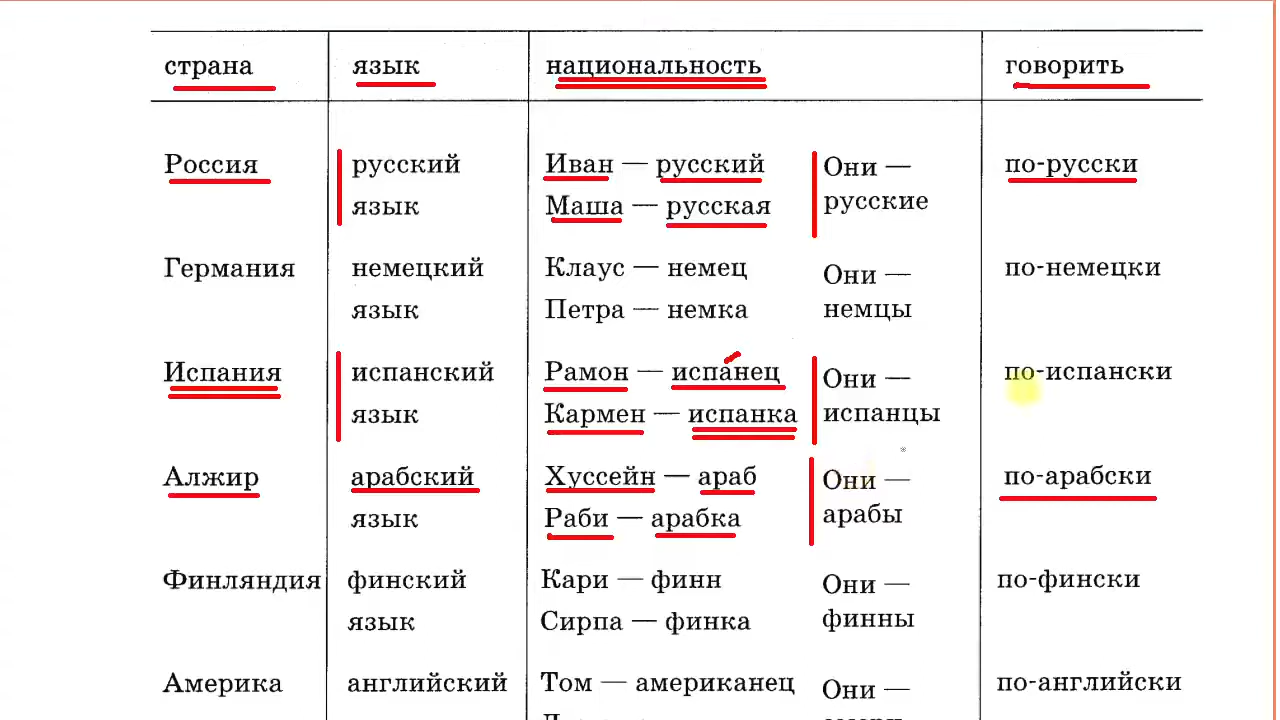 страна язык национальность говорить
Россия русский Иван — русский Они — по-русски
язык Маша — русская русские
Германия немецкий Клаус — немец Они — по-немецки
язык Петра — немка немцы
Испания испанский Рамон — испа́нец Они — по-испански
язык Кармен — испанка испанцы
Алжир арабский Хуссейн — араб Они — по-арабски
язык Раби — арабка арабы
Финляндия финский Кари — финн Они — по-фински
язык Сирпа — финка финны
Америка английский Том — американец Они — по-английски